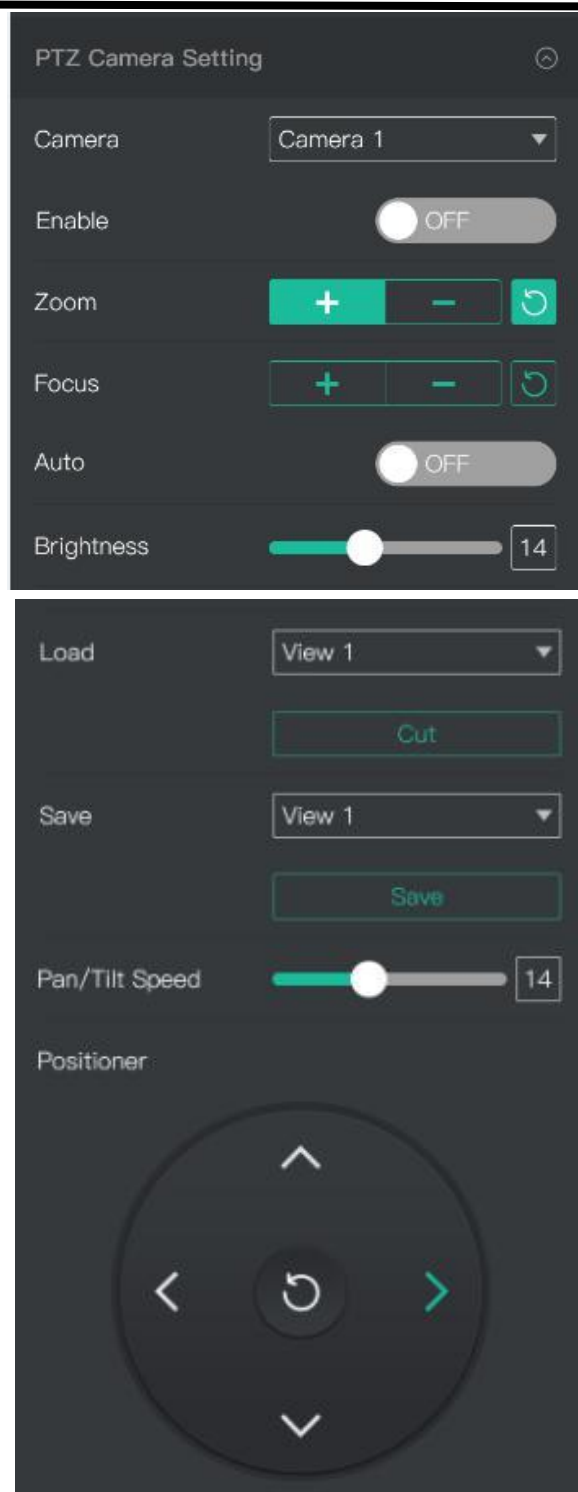 PTZ Camera Setting
Camera Camera 1
Enable OFF
Zoom + −
Focus + −
Auto OFF
Brightness 14
Load View 1
Cut
Save View 1
Save
Pan/Tilt Speed 14
Positioner